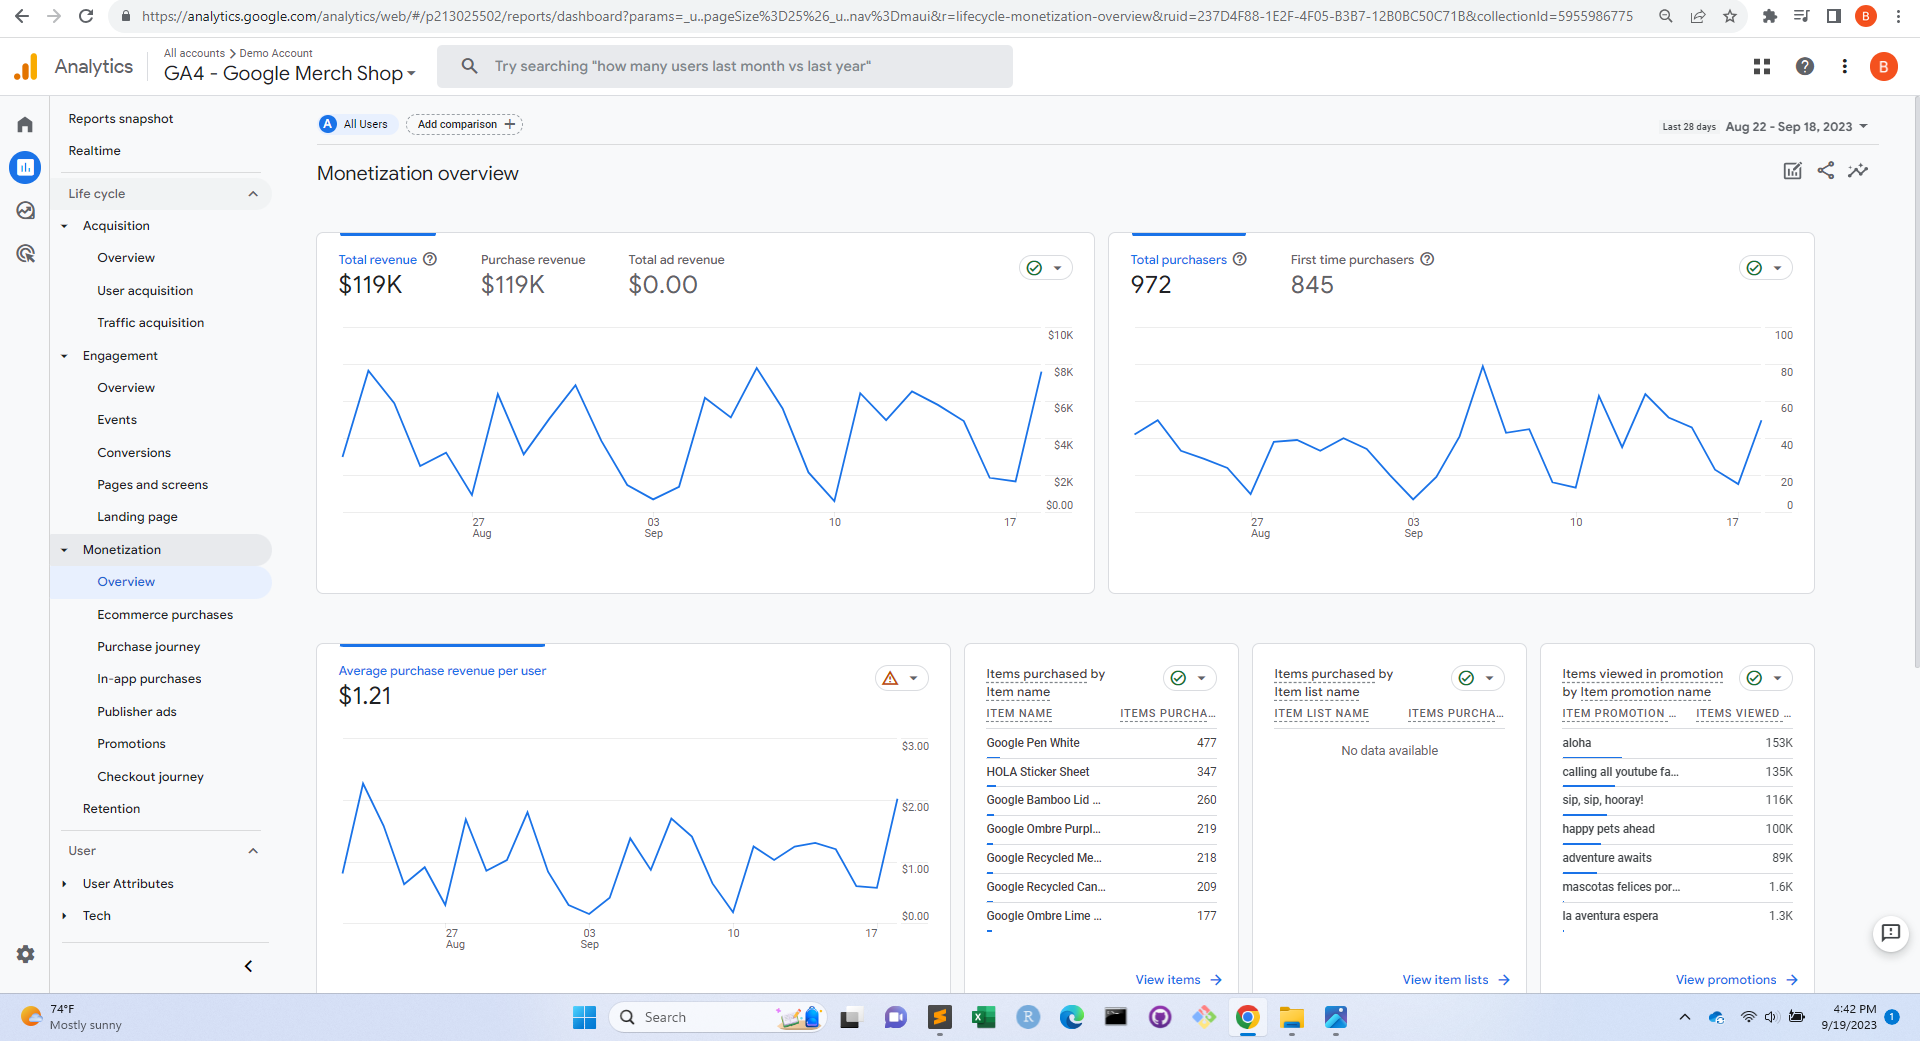 https://analytics.google.com/analytics/web/#/p213025502/reports/dashboard?params=_u..pageSize%3D25%26_u..nav%3Dmaui&r=lifecycle-monetization-overview&ruid=237D4F88-1E2F-4F05-B3B7-12B0BC50C71B&collectionId=5955986775
B
Analytics
All accounts > Demo Account
GA4 - Google Merch Shop
Try searching "how many users last month vs last year"
B
Reports snapshot
Realtime
Life cycle
Acquisition
Overview
User acquisition
Traffic acquisition
Engagement
Overview
Events
Conversions
Pages and screens
Landing page
Monetization
Overview
Ecommerce purchases
Purchase journey
In-app purchases
Publisher ads
Promotions
Checkout journey
Retention
User
User Attributes
Tech
A All Users
Add comparison +
Last 28 days Aug 22 - Sep 18, 2023
Monetization overview
Total revenue
$119K
Purchase revenue
$119K
Total ad revenue
$0.00
$10K
$8K
$6K
$4K
$2K
$0.00
27
Aug
03
Sep
10
17
Total purchasers
972
First time purchasers
845
100
80
60
40
20
0
27
Aug
03
Sep
10
17
Average purchase revenue per user
$1.21
$3.00
$2.00
$1.00
$0.00
27
Aug
03
Sep
10
17
Items purchased by
Item name
ITEM NAME ITEMS PURCHA...
Google Pen White 477
HOLA Sticker Sheet 347
Google Bamboo Lid ... 260
Google Ombre Purpl... 219
Google Recycled Me... 218
Google Recycled Can... 209
Google Ombre Lime ... 177
View items
Items purchased by
Item list name
ITEM LIST NAME ITEMS PURCHA...
No data available
View item lists
Items viewed in promotion
by Item promotion name
ITEM PROMOTION ... ITEMS VIEWED ...
aloha 153K
calling all youtube fa... 135K
sip, sip, hooray! 116K
happy pets ahead 100K
adventure awaits 89K
mascotas felices por... 1.6K
la aventura espera 1.3K
View promotions
74°F
Mostly sunny
Search
R
4:42 PM
9/19/2023
1